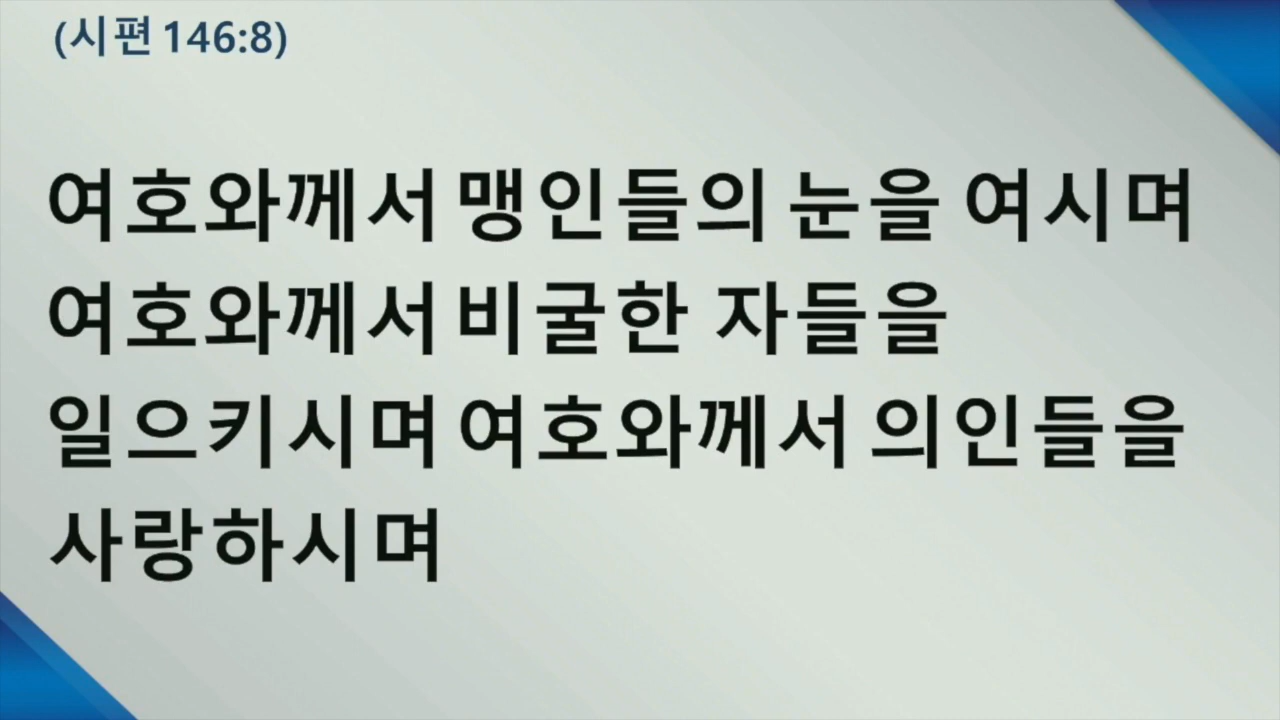 (시편 146:8)
여호와께서 맹인들의 눈을 여시며
여호와께서 비굴한 자들을
일으키시며 여호와께서 의인들을
사랑하시며